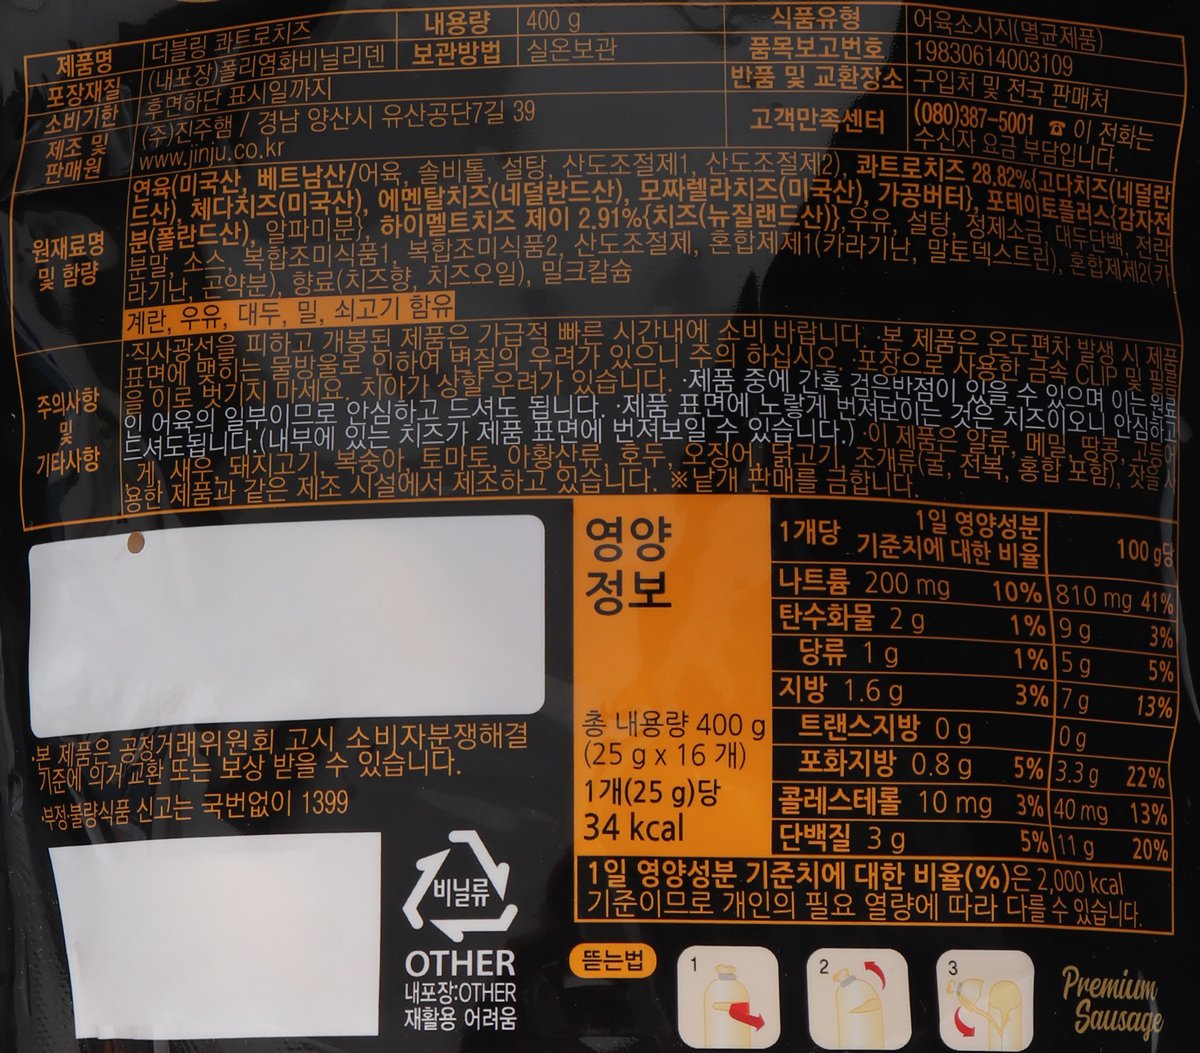 제품명 더블링 콰트로치즈 내용량 400 g 식품유형 어육소시지(멸균제품)
포장재질 (내포장)폴리염화비닐리덴 보관방법 실온보관 품목보고번호 19830614003109
소비기한 후면하단 표시일까지 반품 및 교환장소 구입처 및 전국 판매처
제조 및 판매원 (주)진주햄 / 경남 양산시 유산공단7길 39
www.jinju.co.kr
고객만족센터 (080)387-5001 ☎ 이 전화는
수신자 요금 부담입니다.
원재료명 및 함량
연육(미국산, 베트남산/어육, 솔비톨, 설탕, 산도조절제1, 산도조절제2), 콰트로치즈 28.82%{고다치즈(네덜란
드산), 체다치즈(미국산), 에멘탈치즈(네덜란드산), 모짜렐라치즈(미국산), 가공버터}, 포테이토플러스{감자전
분(폴란드산), 알파미분}, 하이멜트치즈 제이 2.91%{치즈(뉴질랜드산)}, 우유, 설탕, 정제소금, 대두단백, 전란
분말, 소스, 복합조미식품1, 복합조미식품2, 산도조절제, 혼합제제1(카라기난, 말토덱스트린), 혼합제제2(카
라기난, 곤약분), 향료(치즈향, 치즈오일), 밀크칼슘
계란, 우유, 대두, 밀, 쇠고기 함유
주의사항 및 기타사항
·직사광선을 피하고 개봉된 제품은 가급적 빠른 시간내에 소비 바랍니다. ·본 제품은 온도편차 발생 시 제품
표면에 맺히는 물방울로 인하여 변질의 우려가 있으니 주의 하십시오. ·포장으로 사용한 금속 CLIP 및 필름
을 이로 벗기지 마세요. 치아가 상할 우려가 있습니다. ·제품 중에 간혹 검은반점이 있을 수 있으며 이는 원료
인 어육의 일부이므로 안심하고 드셔도 됩니다. ·제품 표면에 노랗게 번져보이는 것은 치즈이오니 안심하고
드셔도됩니다.(내부에 있는 치즈가 제품 표면에 번져보일 수 있습니다.) ·이 제품은 알류, 메밀, 땅콩, 고등어,
게, 새우, 돼지고기, 복숭아, 토마토, 아황산류, 호두, 오징어, 닭고기, 조개류(굴, 전복, 홍합 포함), 잣을 사
용한 제품과 같은 제조 시설에서 제조하고 있습니다. ※낱개 판매를 금합니다.
·본 제품은 공정거래위원회 고시 소비자분쟁해결
기준에 의거 교환 또는 보상 받을 수 있습니다.
·부정·불량식품 신고는 국번없이 1399
비닐류
OTHER
내포장:OTHER
재활용 어려움
영양
정보
총 내용량 400 g
(25 g x 16 개)
1개(25 g)당
34 kcal
1개당 1일 영양성분 기준치에 대한 비율 100 g당
나트륨 200 mg 10% 810 mg 41%
탄수화물 2 g 1% 9 g 3%
당류 1 g 1% 5 g 5%
지방 1.6 g 3% 7 g 13%
트랜스지방 0 g 0 g
포화지방 0.8 g 5% 3.3 g 22%
콜레스테롤 10 mg 3% 40 mg 13%
단백질 3 g 5% 11 g 20%
1일 영양성분 기준치에 대한 비율(%)은 2,000 kcal
기준이므로 개인의 필요 열량에 따라 다를 수 있습니다.
뜯는법 1 2 3
Premium
Sausage